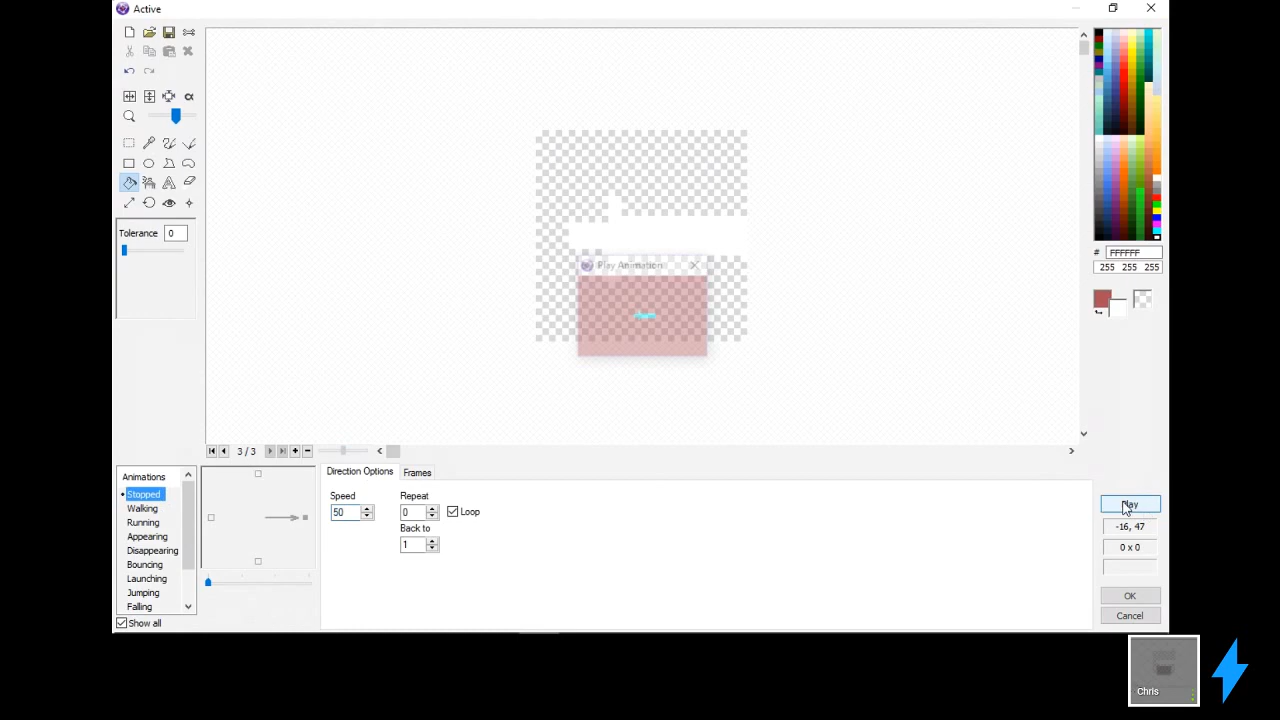 Active
Tolerance 0
Play Animation
# FFFFFF
255 255 255
3 / 3
Animations
Stopped
Walking
Running
Appearing
Disappearing
Bouncing
Launching
Jumping
Falling
Show all
Direction Options Frames
Speed
50
Repeat
0
Loop
Back to
1
Play
-16, 47
0 x 0
OK
Cancel
Chris